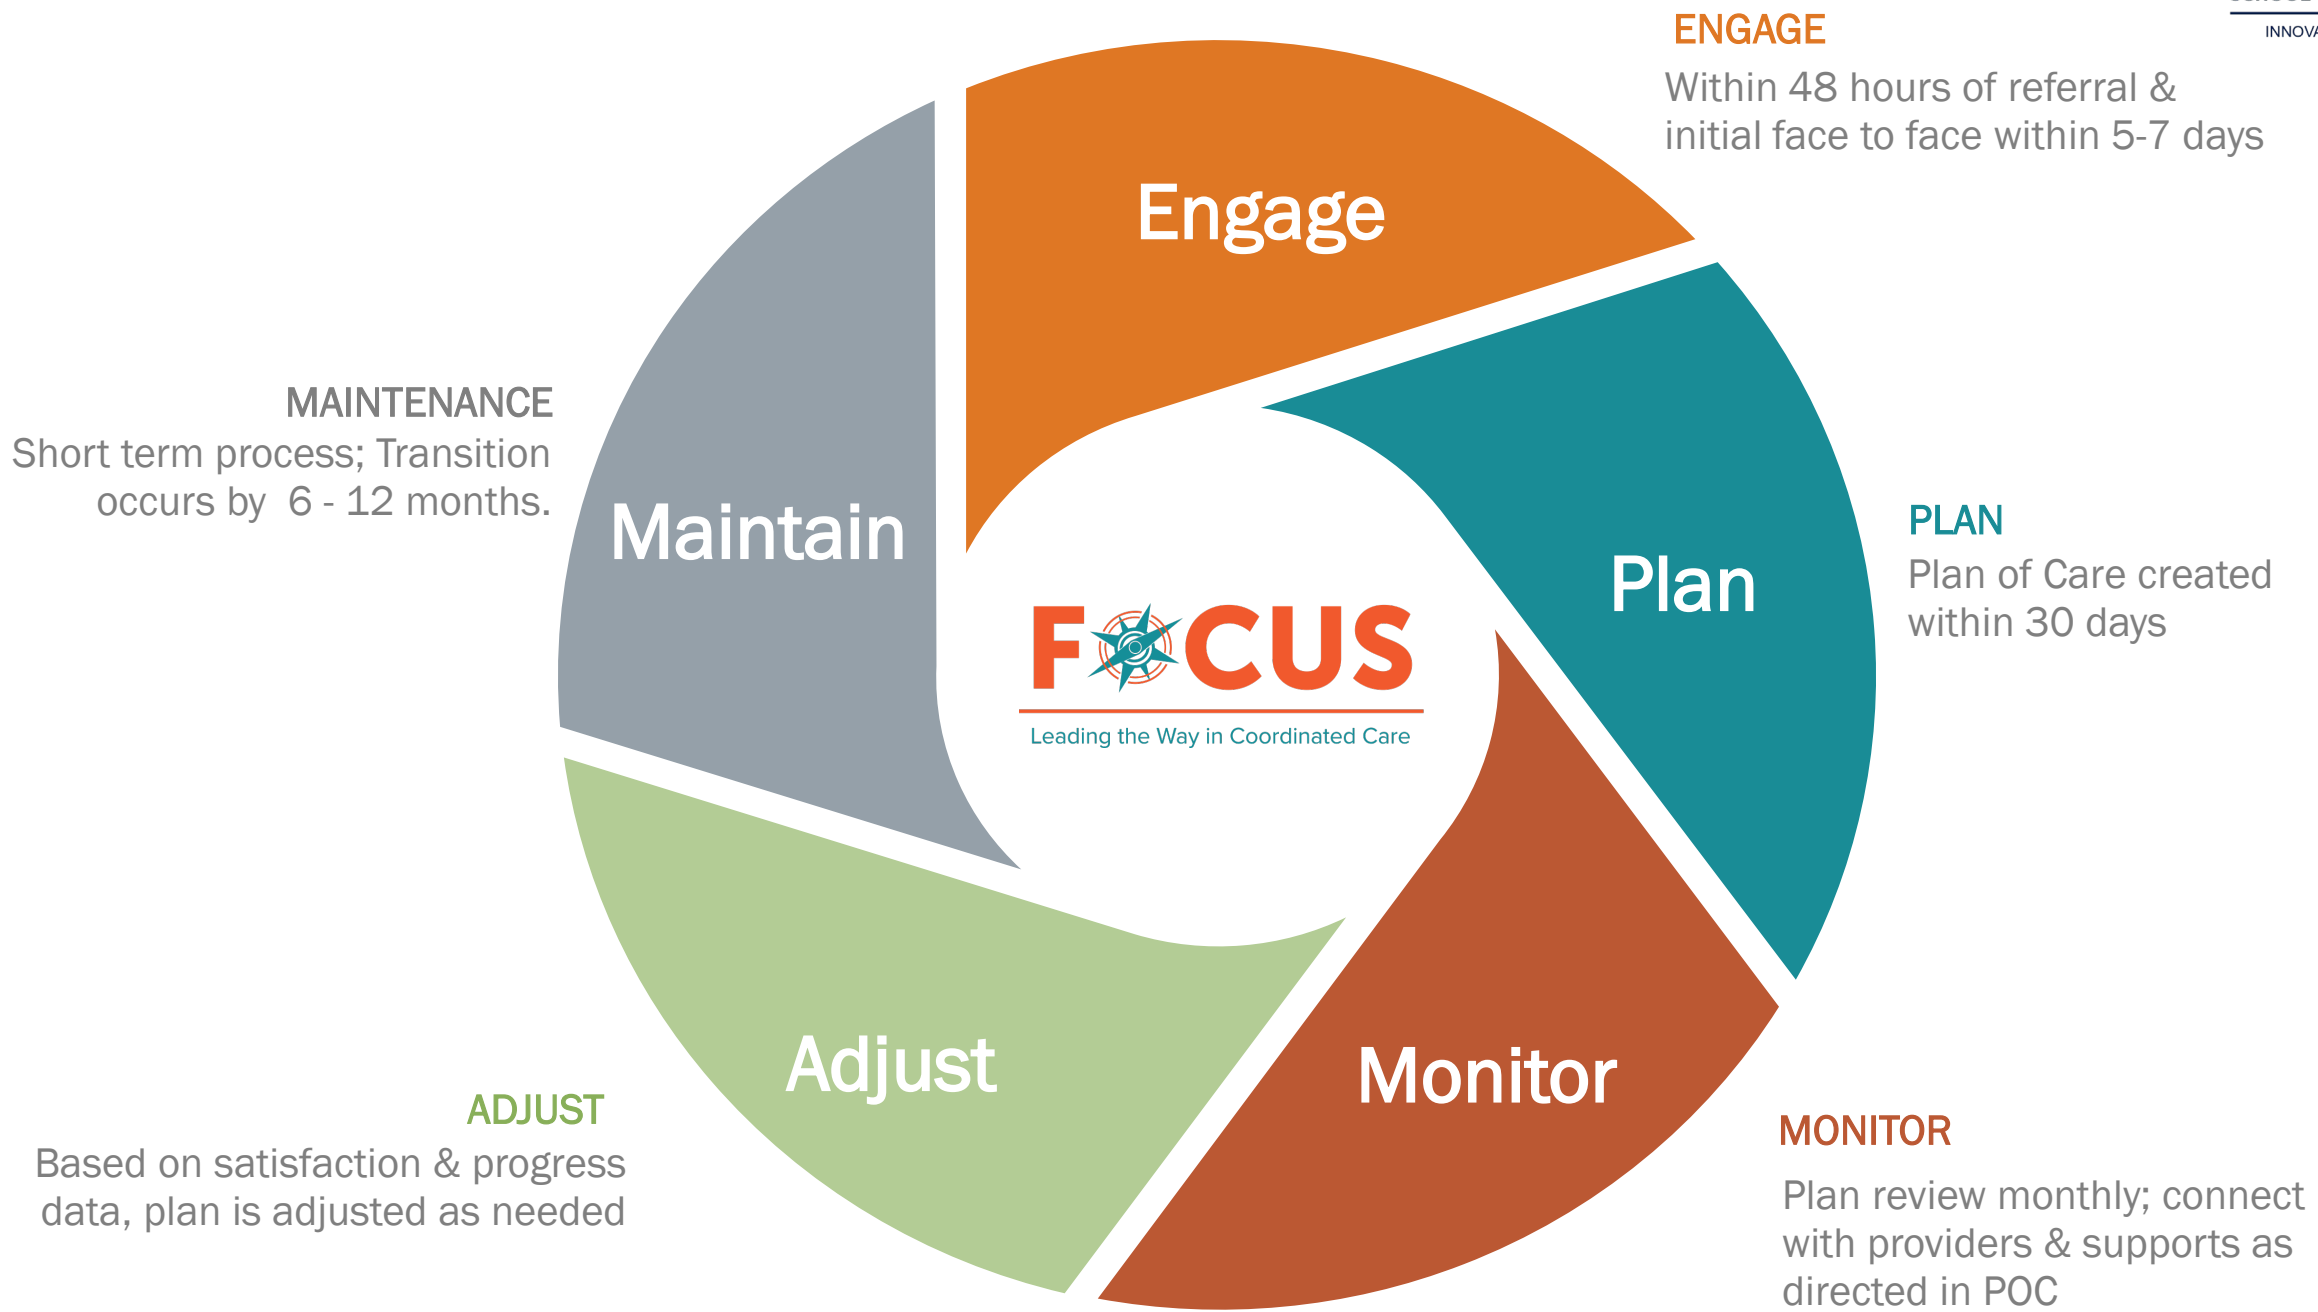 ENGAGE
Within 48 hours of referral &
initial face to face within 5-7 days
Engage
MAINTENANCE
Short term process; Transition
occurs by 6 - 12 months.
Maintain
PLAN
Plan of Care created
within 30 days
Plan
FOCUS
Leading the Way in Coordinated Care
Adjust
Monitor
ADJUST
Based on satisfaction & progress
data, plan is adjusted as needed
MONITOR
Plan review monthly; connect
with providers & supports as
directed in POC